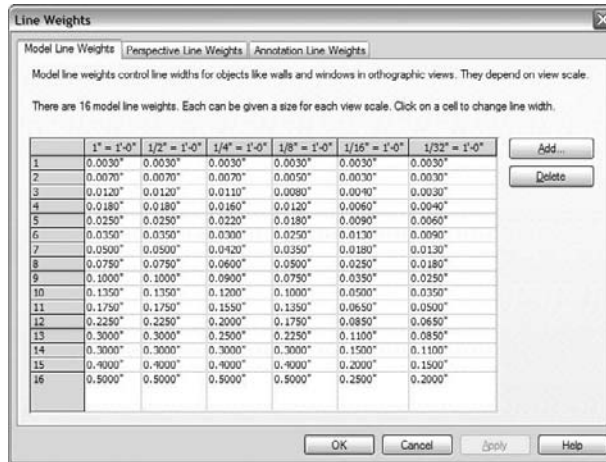 Line Weights
Model Line Weights Perspective Line Weights Annotation Line Weights
Model line weights control line widths for objects like walls and windows in orthographic views. They depend on view scale.
There are 16 model line weights. Each can be given a size for each view scale. Click on a cell to change line width.
1" = 1'-0" 1/2" = 1'-0" 1/4" = 1'-0" 1/8" = 1'-0" 1/16" = 1'-0" 1/32" = 1'-0" Add...
1 0.0030" 0.0030" 0.0030" 0.0030" 0.0030" 0.0030"
2 0.0070" 0.0070" 0.0070" 0.0050" 0.0030" 0.0030" Delete
3 0.0120" 0.0120" 0.0110" 0.0080" 0.0040" 0.0030"
4 0.0180" 0.0180" 0.0160" 0.0120" 0.0060" 0.0040"
5 0.0250" 0.0250" 0.0220" 0.0180" 0.0090" 0.0060"
6 0.0350" 0.0350" 0.0300" 0.0250" 0.0130" 0.0090"
7 0.0500" 0.0500" 0.0420" 0.0350" 0.0180" 0.0130"
8 0.0750" 0.0750" 0.0600" 0.0500" 0.0250" 0.0180"
9 0.1000" 0.1000" 0.0900" 0.0750" 0.0350" 0.0250"
10 0.1350" 0.1350" 0.1200" 0.1000" 0.0500" 0.0350"
11 0.1750" 0.1750" 0.1550" 0.1350" 0.0650" 0.0500"
12 0.2250" 0.2250" 0.2000" 0.1750" 0.0850" 0.0650"
13 0.3000" 0.3000" 0.2500" 0.2250" 0.1100" 0.0850"
14 0.3000" 0.3000" 0.3000" 0.3000" 0.1500" 0.1100"
15 0.4000" 0.4000" 0.4000" 0.4000" 0.2000" 0.1500"
16 0.5000" 0.5000" 0.5000" 0.5000" 0.2500" 0.2000"
OK Cancel Apply Help